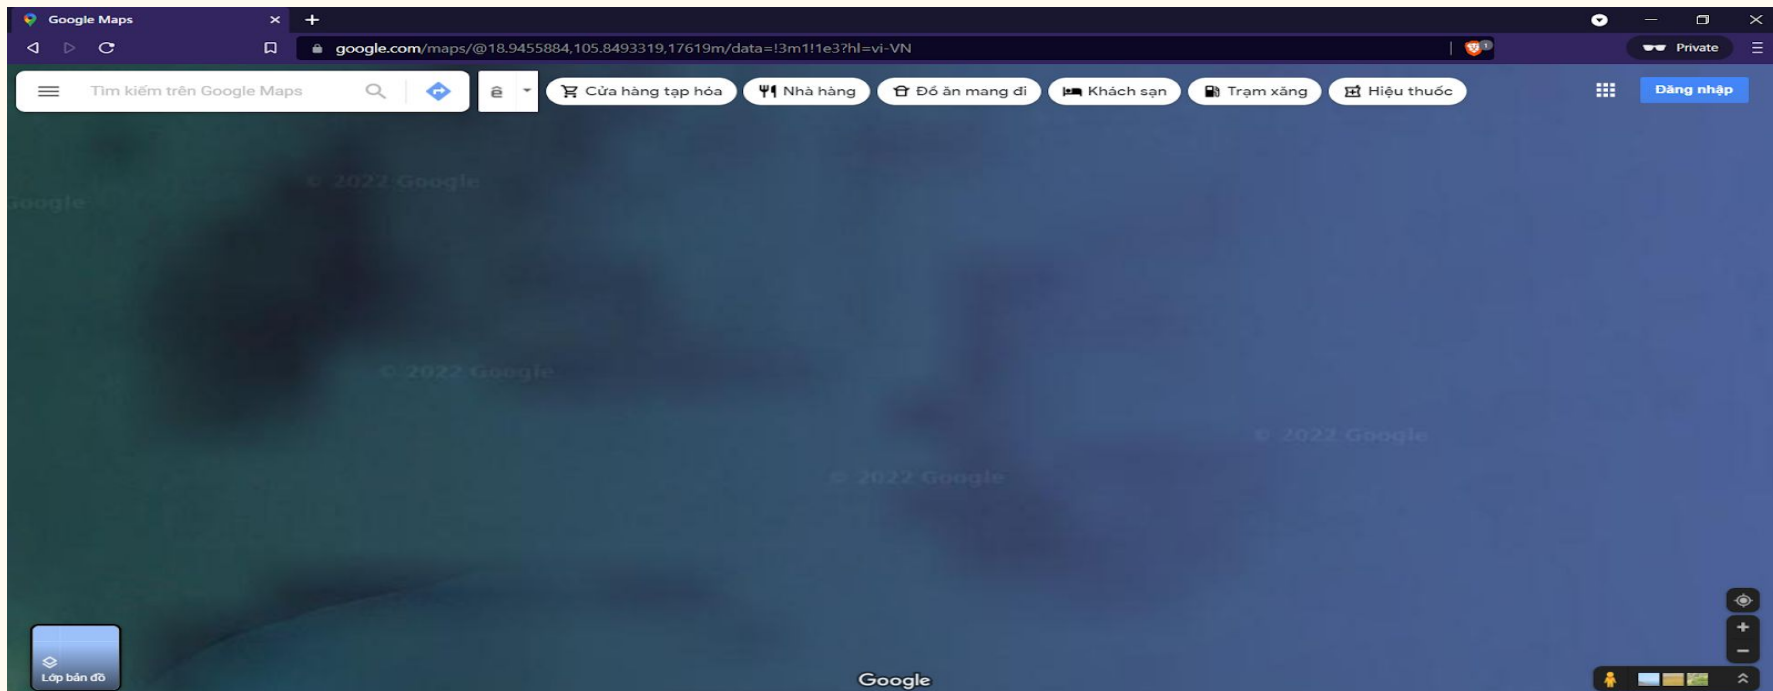 Google Maps
google.com/maps/@18.9455884,105.8493319,17619m/data=!3m1!1e3?hl=vi-VN
1
Private
Tìm kiếm trên Google Maps
ê
Cửa hàng tạp hóa
Nhà hàng
Đồ ăn mang đi
Khách sạn
Trạm xăng
Hiệu thuốc
Đăng nhập
© 2022 Google
Google
© 2022 Google
© 2022 Google
© 2022 Google
Lớp bản đồ
Google